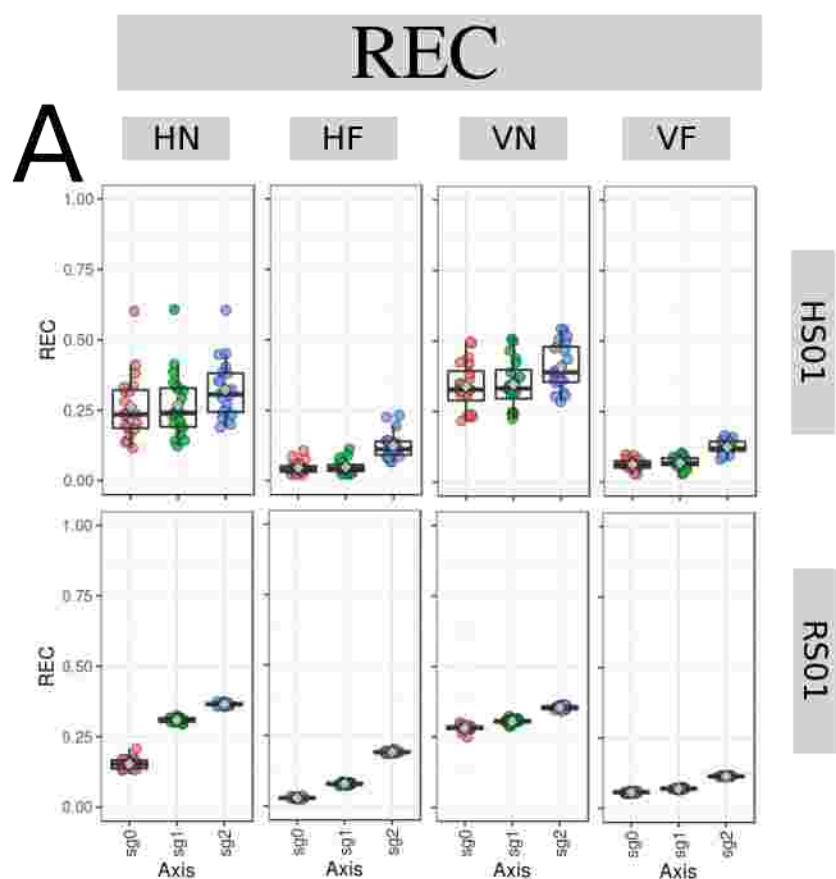 REC
A
HN HF VN VF
1.00
0.75
REC
0.50
0.25
0.00
HS01
1.00
0.75
REC
0.50
0.25
0.00
RS01
sg0 sg1 sg2 sg0 sg1 sg2 sg0 sg1 sg2 sg0 sg1 sg2
Axis Axis Axis Axis